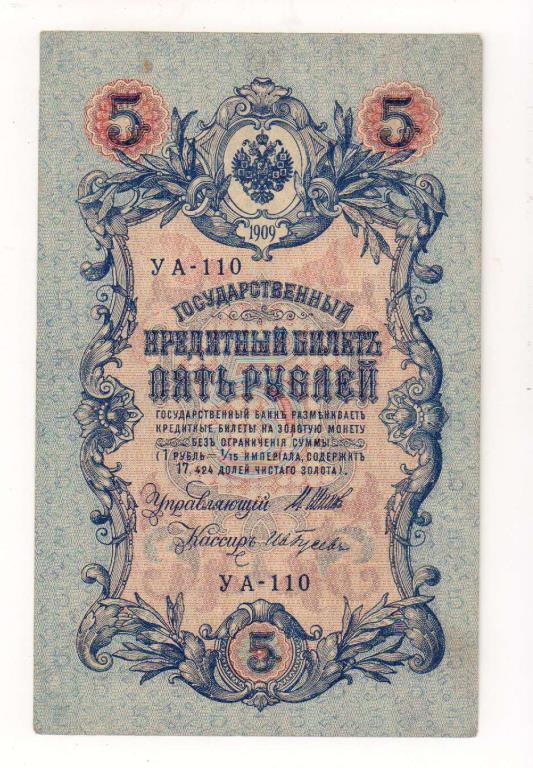 5 5
1909
УА-110
ГОСУДАРСТВЕННЫЙ
КРЕДИТНЫЙ БИЛЕТЪ
ПЯТЬ РУБЛЕЙ
ГОСУДАРСТВЕННЫЙ БАНКЪ РАЗМѢНИВАЕТЪ
КРЕДИТНЫЕ БИЛЕТЫ НА ЗОЛОТУЮ МОНЕТУ
БЕЗЪ ОГРАНИЧЕНІЯ СУММЫ
(1 РУБЛЬ — 1/15 ИМПЕРІАЛА, СОДЕРЖИТЪ
17,424 ДОЛЕЙ ЧИСТАГО ЗОЛОТА).
Управляющій
Кассиръ
УА-110
5